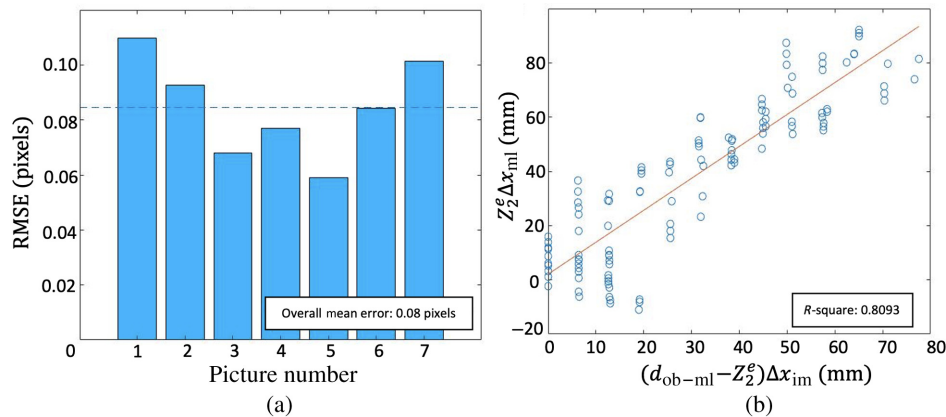 RMSE (pixels)
0.10
0.08
0.06
0.04
0.02
0
1 2 3 4 5 6 7
Overall mean error: 0.08 pixels
Picture number
(a)
Z₂ᵉΔx_ml (mm)
80
60
40
20
0
−20
0 10 20 30 40 50 60 70 80
R-square: 0.8093
(d_ob−ml−Z₂ᵉ)Δx_im (mm)
(b)